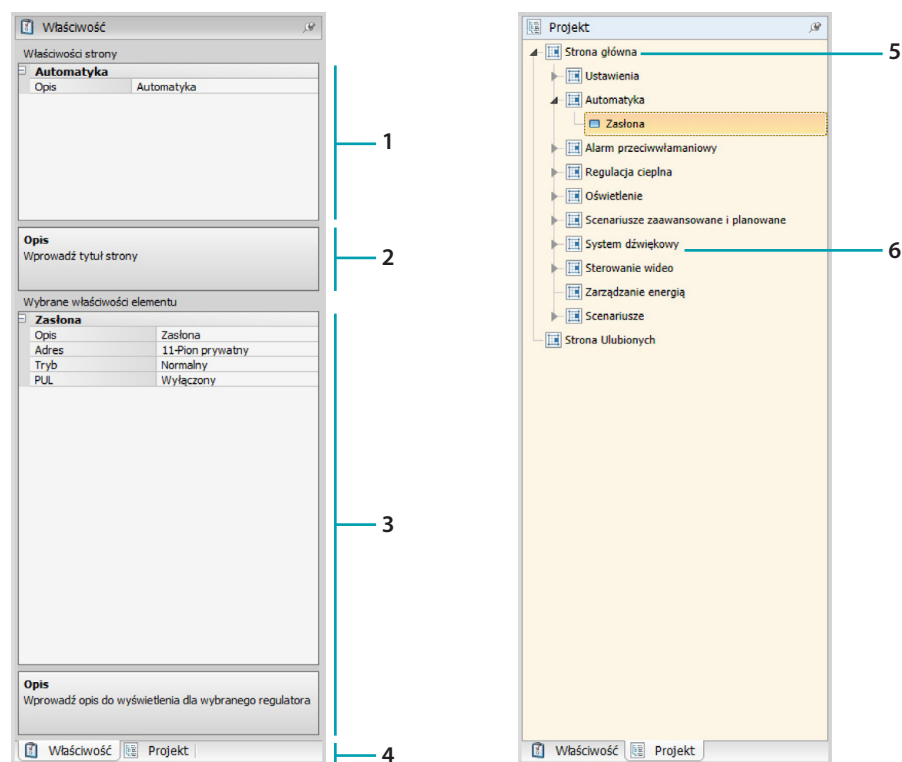 Właściwość
Właściwości strony
Automatyka
Opis Automatyka
1
Opis
Wprowadź tytuł strony
2
Wybrane właściwości elementu
Zasłona
Opis Zasłona
Adres 11-Pion prywatny
Tryb Normalny
PUL Wyłączony
3
Opis
Wprowadź opis do wyświetlenia dla wybranego regulatora
Właściwość Projekt
4
Projekt
Strona główna
5
Ustawienia
Automatyka
Zasłona
Alarm przeciwwłamaniowy
Regulacja cieplna
Oświetlenie
Scenariusze zaawansowane i planowane
System dźwiękowy
6
Sterowanie wideo
Zarządzanie energią
Scenariusze
Strona Ulubionych
Właściwość Projekt